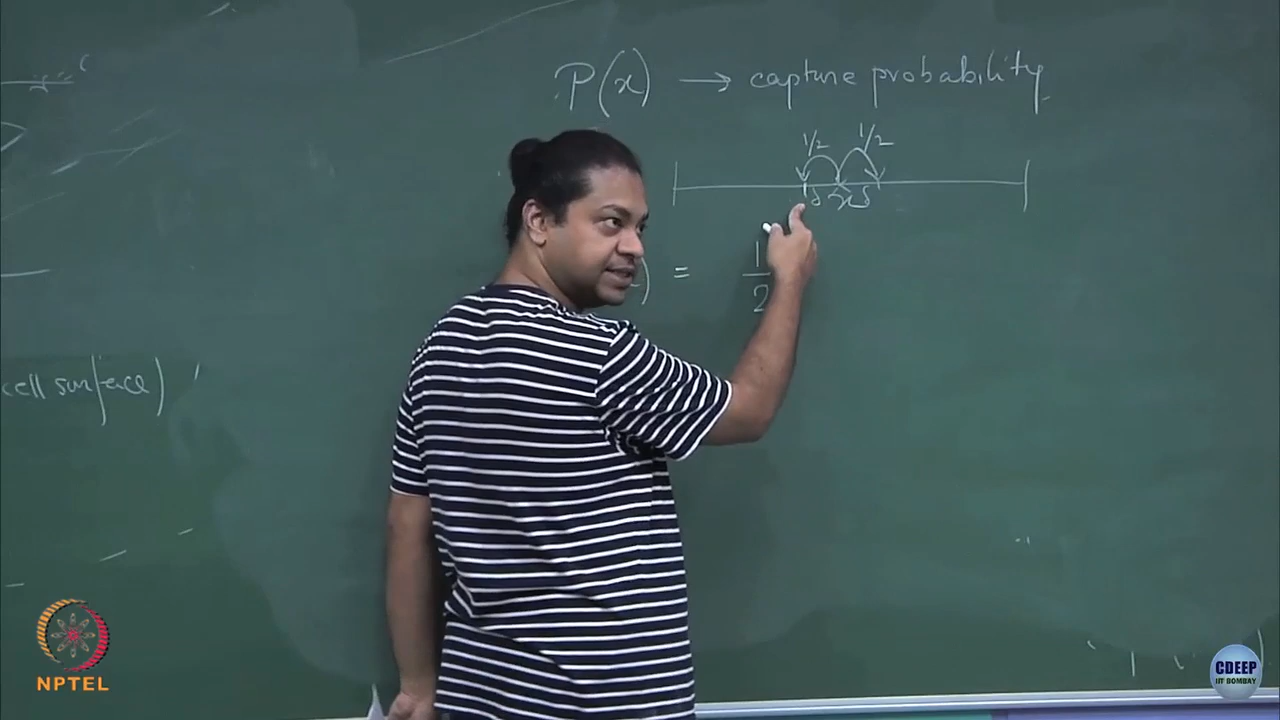 P(x) → capture probability
1/2 1/2
δ x δ
) = 1/2
cell surface)
NPTEL
CDEEP
IIT BOMBAY